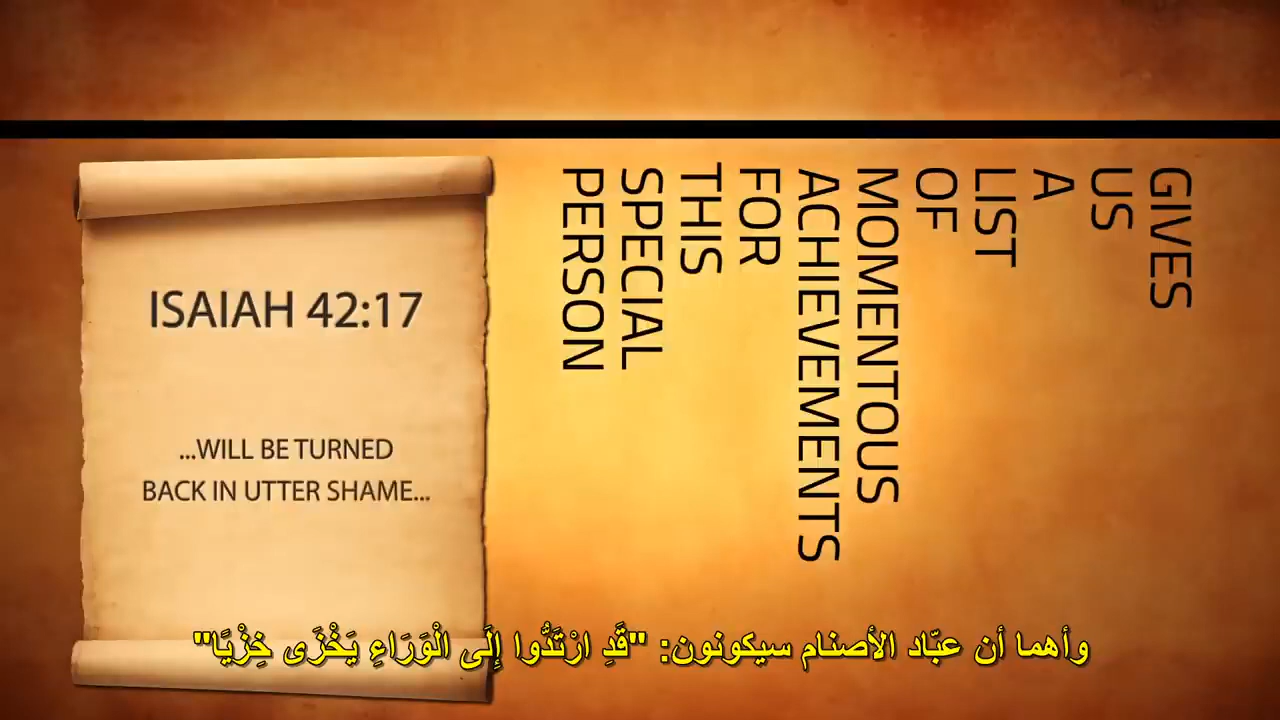 ISAIAH 42:17
...WILL BE TURNED
BACK IN UTTER SHAME...
GIVES
US
A
LIST
OF
MOMENTOUS
ACHIEVEMENTS
FOR
THIS
SPECIAL
PERSON
وأهما أن عبّاد الأصنام سيكونون: "قَدِ ارْتَدُّوا إِلَى الْوَرَاءِ يَخْزَى خِزْيًا"